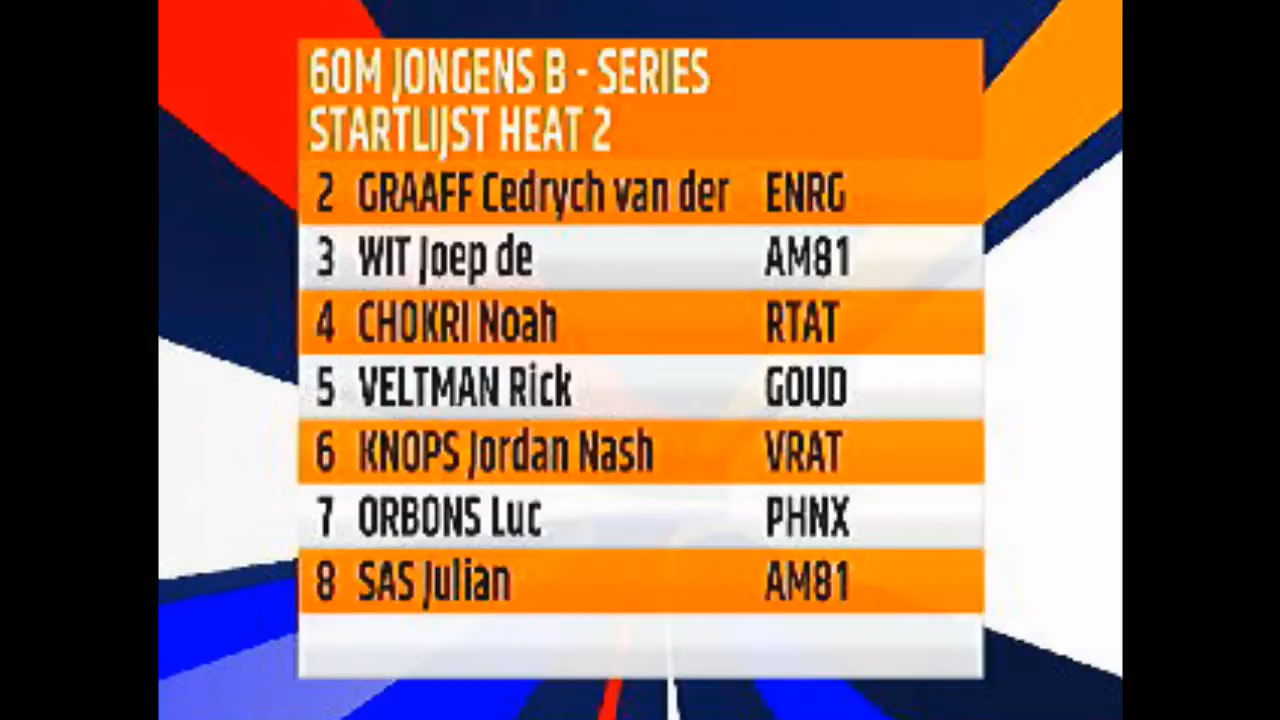 60M JONGENS B - SERIES
STARTLIJST HEAT 2
2 GRAAFF Cedrych van der ENRG
3 WIT Joep de AM81
4 CHOKRI Noah RTAT
5 VELTMAN Rick GOUD
6 KNOPS Jordan Nash VRAT
7 ORBONS Luc PHNX
8 SAS Julian AM81